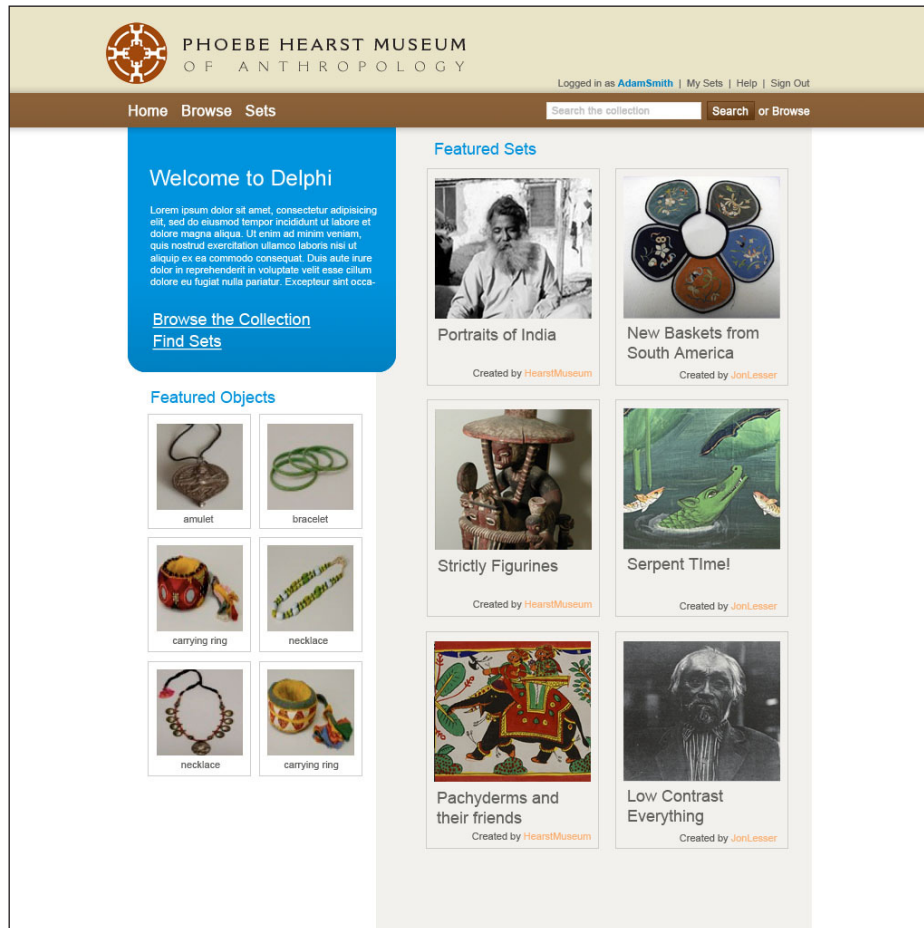 PHOEBE HEARST MUSEUM
OF ANTHROPOLOGY
Logged in as AdamSmith | My Sets | Help | Sign Out
Home Browse Sets
Search the collection Search or Browse
Welcome to Delphi
Lorem ipsum dolor sit amet, consectetur adipisicing
elit, sed do eiusmod tempor incididunt ut labore et
dolore magna aliqua. Ut enim ad minim veniam,
quis nostrud exercitation ullamco laboris nisi ut
aliquip ex ea commodo consequat. Duis aute irure
dolor in reprehenderit in voluptate velit esse cillum
dolore eu fugiat nulla pariatur. Excepteur sint occa-
Browse the Collection
Find Sets
Featured Objects
amulet
bracelet
carrying ring
necklace
necklace
carrying ring
Featured Sets
Portraits of India
Created by HearstMuseum
New Baskets from
South America
Created by JonLesser
Strictly Figurines
Created by HearstMuseum
Serpent TIme!
Created by JonLesser
Pachyderms and
their friends
Created by HearstMuseum
Low Contrast
Everything
Created by JonLesser